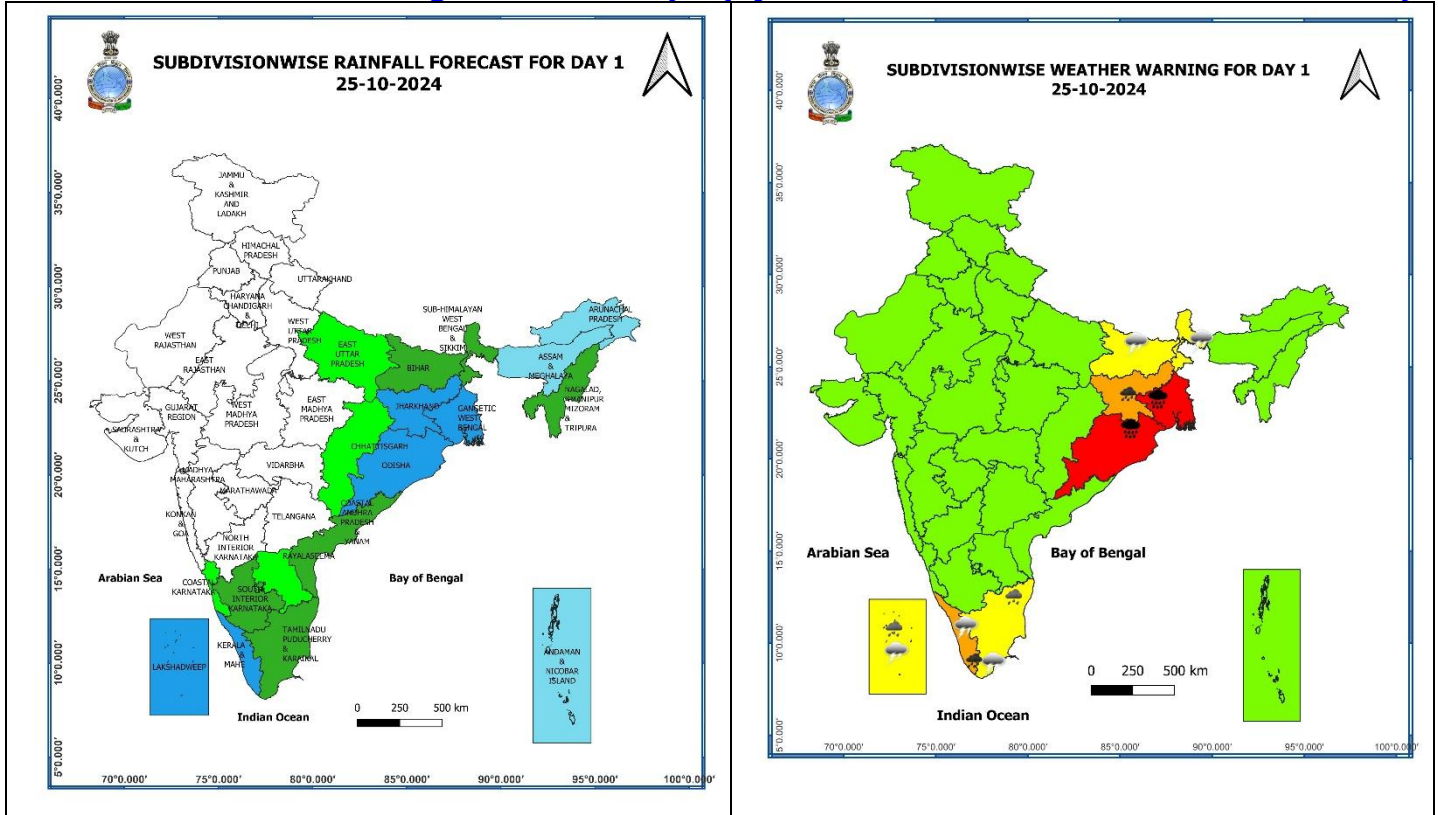 SUBDIVISIONWISE RAINFALL FORECAST FOR DAY 1
25-10-2024
40°0.000'
35°0.000'
30°0.000'
25°0.000'
20°0.000'
15°0.000'
10°0.000'
5°0.000'
JAMMU
&
KASHMIR
AND
LADAKH
HIMACHAL
PRADESH
PUNJAB
UTTARAKHAND
HARYANA
CHANDIGARH
&
DELHI
WEST
UTTAR
PRADESH
EAST
UTTAR
PRADESH
SUB-HIMALAYAN
WEST
BENGAL
&
SIKKIM
ARUNACHAL
PRADESH
WEST
RAJASTHAN
EAST
RAJASTHAN
BIHAR
ASSAM
&
MEGHALAYA
NAGALAD,
MANIPUR
MIZORAM
&
TRIPURA
GUJARAT
REGION
SAURASHTRA
&
KUTCH
WEST
MADHYA
PRADESH
EAST
MADHYA
PRADESH
JHARKHAND
GANGETIC
WEST
BENGAL
CHHATOTSGARH
ODISHA
VIDARBHA
MADHYA
MAHARASHTRA
MARATHAWADA
KONKAN
&
GOA
TELANGANA
COASTAL
ANDHRA
PRADESH
&
YANAM
NORTH
INTERIOR
KARNATAKA
RAYALASEEMA
COASTAL
KARNATAKA
SOUTH
INTERIOR
KARNATAKA
TAMILNADU
PUDUCHERRY
&
KARAIKAL
KERALA
&
MAHE
LAKSHADWEEP
ANDAMAN
&
NICOBAR
ISLAND
Arabian Sea
Bay of Bengal
Indian Ocean
0 250 500 km
70°0.000' 75°0.000' 80°0.000' 85°0.000' 90°0.000' 95°0.000' 100°0.000'
SUBDIVISIONWISE WEATHER WARNING FOR DAY 1
25-10-2024
40°0.000'
35°0.000'
30°0.000'
25°0.000'
20°0.000'
15°0.000'
10°0.000'
5°0.000'
Arabian Sea
Bay of Bengal
Indian Ocean
0 250 500 km
70°0.000' 75°0.000' 80°0.000' 85°0.000' 90°0.000' 95°0.000' 100°0.000'